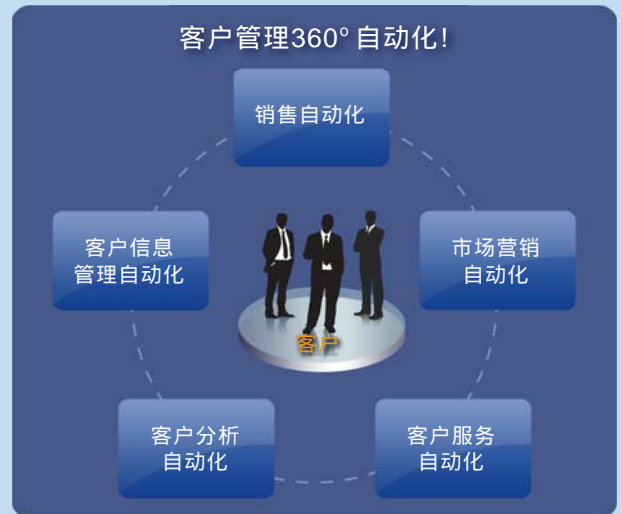 客户管理360°自动化!
销售自动化
客户信息
管理自动化
市场营销
自动化
客户
客户分析
自动化
客户服务
自动化